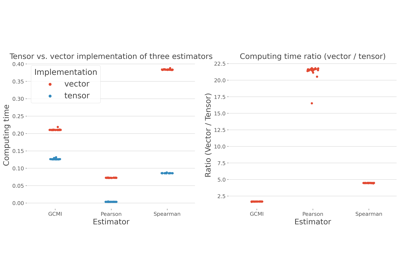 Tensor vs. vector implementation of three estimators
Implementation
vector
tensor
0.40
0.35
0.30
0.25
0.20
0.15
0.10
0.05
0.00
Computing time
GCMI
Pearson
Spearman
Estimator
Computing time ratio (vector / tensor)
22.5
20.0
17.5
15.0
12.5
10.0
7.5
5.0
2.5
Ratio (Vector / Tensor)
GCMI
Pearson
Spearman
Estimator